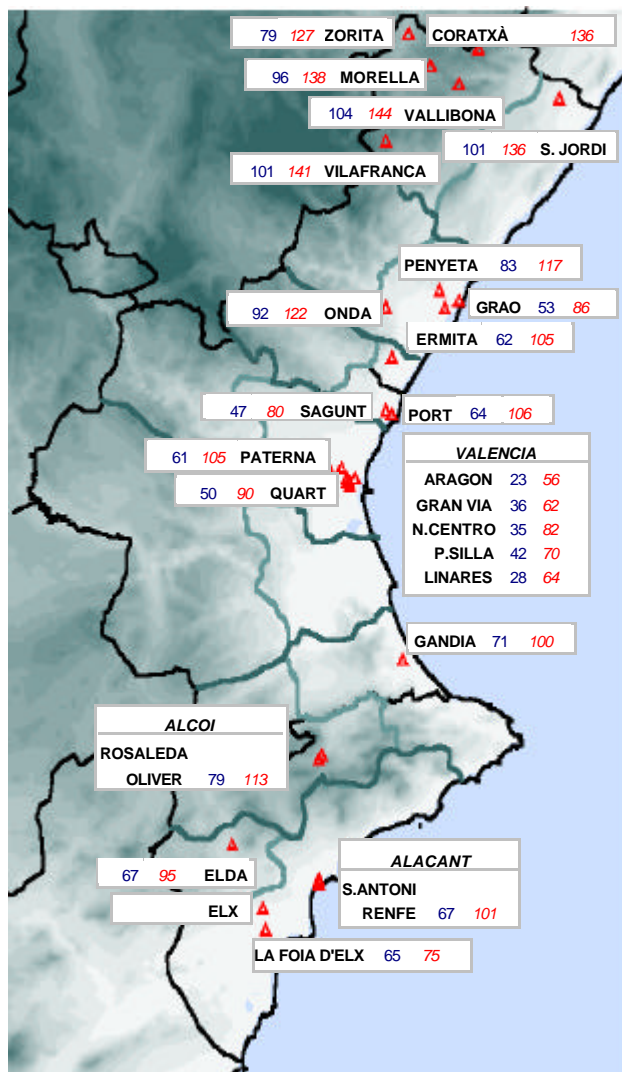 79 127 ZORITA
CORATXÀ 136
96 138 MORELLA
104 144 VALLIBONA
101 136 S. JORDI
101 141 VILAFRANCA
PENYETA 83 117
92 122 ONDA
GRAO 53 86
ERMITA 62 105
47 80 SAGUNT
PORT 64 106
61 105 PATERNA
50 90 QUART
VALENCIA
ARAGON 23 56
GRAN VIA 36 62
N.CENTRO 35 82
P.SILLA 42 70
LINARES 28 64
GANDIA 71 100
ALCOI
ROSALEDA
OLIVER 79 113
67 95 ELDA
ELX
ALACANT
S.ANTONI
RENFE 67 101
LA FOIA D'ELX 65 75